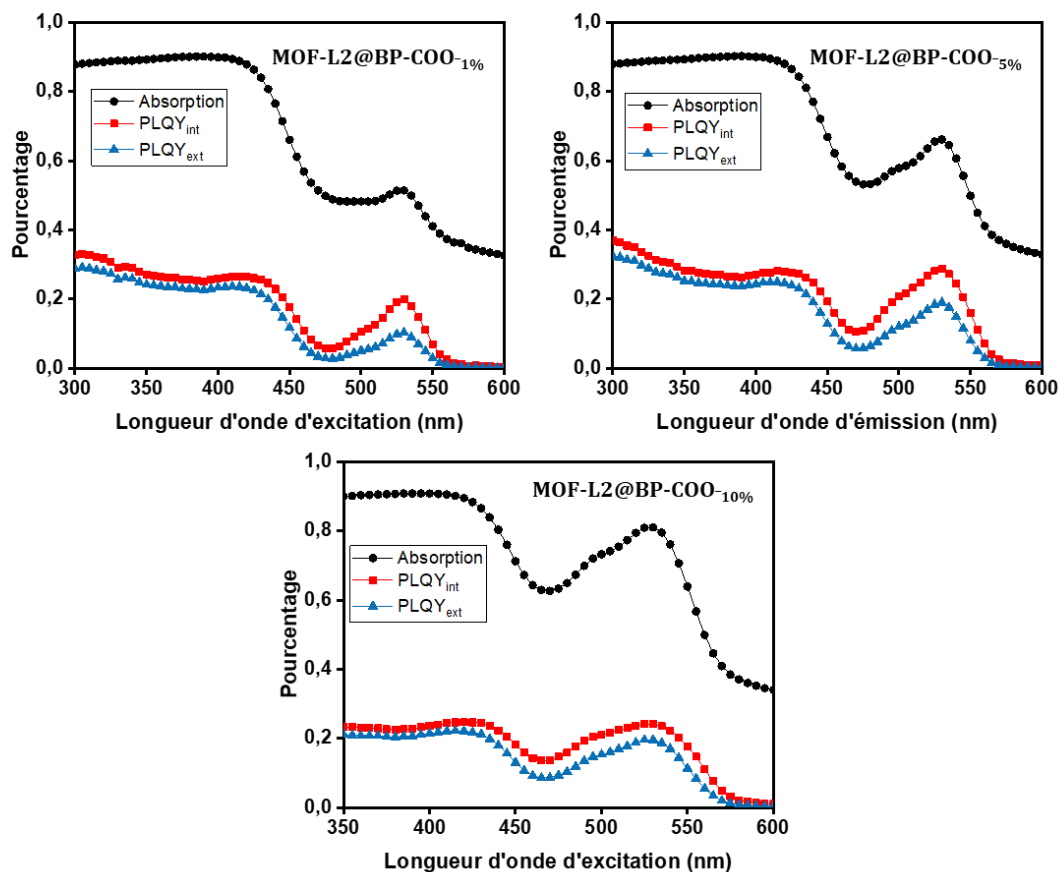 MOF-L2@BP-COO-1%
Absorption
PLQYint
PLQYext
Pourcentage
1,0
0,8
0,6
0,4
0,2
0,0
300 350 400 450 500 550 600
Longueur d'onde d'excitation (nm)
MOF-L2@BP-COO-5%
Absorption
PLQYint
PLQYext
Pourcentage
1,0
0,8
0,6
0,4
0,2
0,0
300 350 400 450 500 550 600
Longueur d'onde d'émission (nm)
MOF-L2@BP-COO-10%
Absorption
PLQYint
PLQYext
Pourcentage
1,0
0,8
0,6
0,4
0,2
0,0
350 400 450 500 550 600
Longueur d'onde d'excitation (nm)